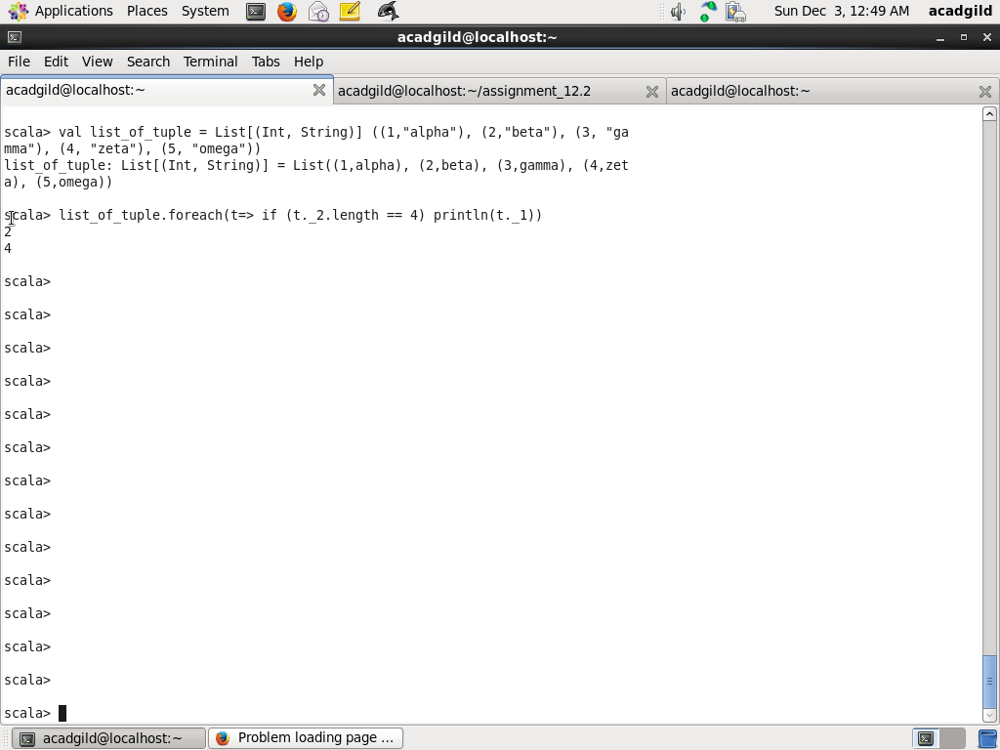 Applications Places System Sun Dec 3, 12:49 AM acadgild
acadgild@localhost:~
File Edit View Search Terminal Tabs Help
acadgild@localhost:~ acadgild@localhost:~/assignment_12.2 acadgild@localhost:~
scala> val list_of_tuple = List[(Int, String)] ((1,"alpha"), (2,"beta"), (3, "ga
mma"), (4, "zeta"), (5, "omega"))
list_of_tuple: List[(Int, String)] = List((1,alpha), (2,beta), (3,gamma), (4,zet
a), (5,omega))
scala> list_of_tuple.foreach(t=> if (t._2.length == 4) println(t._1))
2
4
scala>
scala>
scala>
scala>
scala>
scala>
scala>
scala>
scala>
scala>
scala>
scala>
scala>
scala>
acadgild@localhost:~ Problem loading page ...